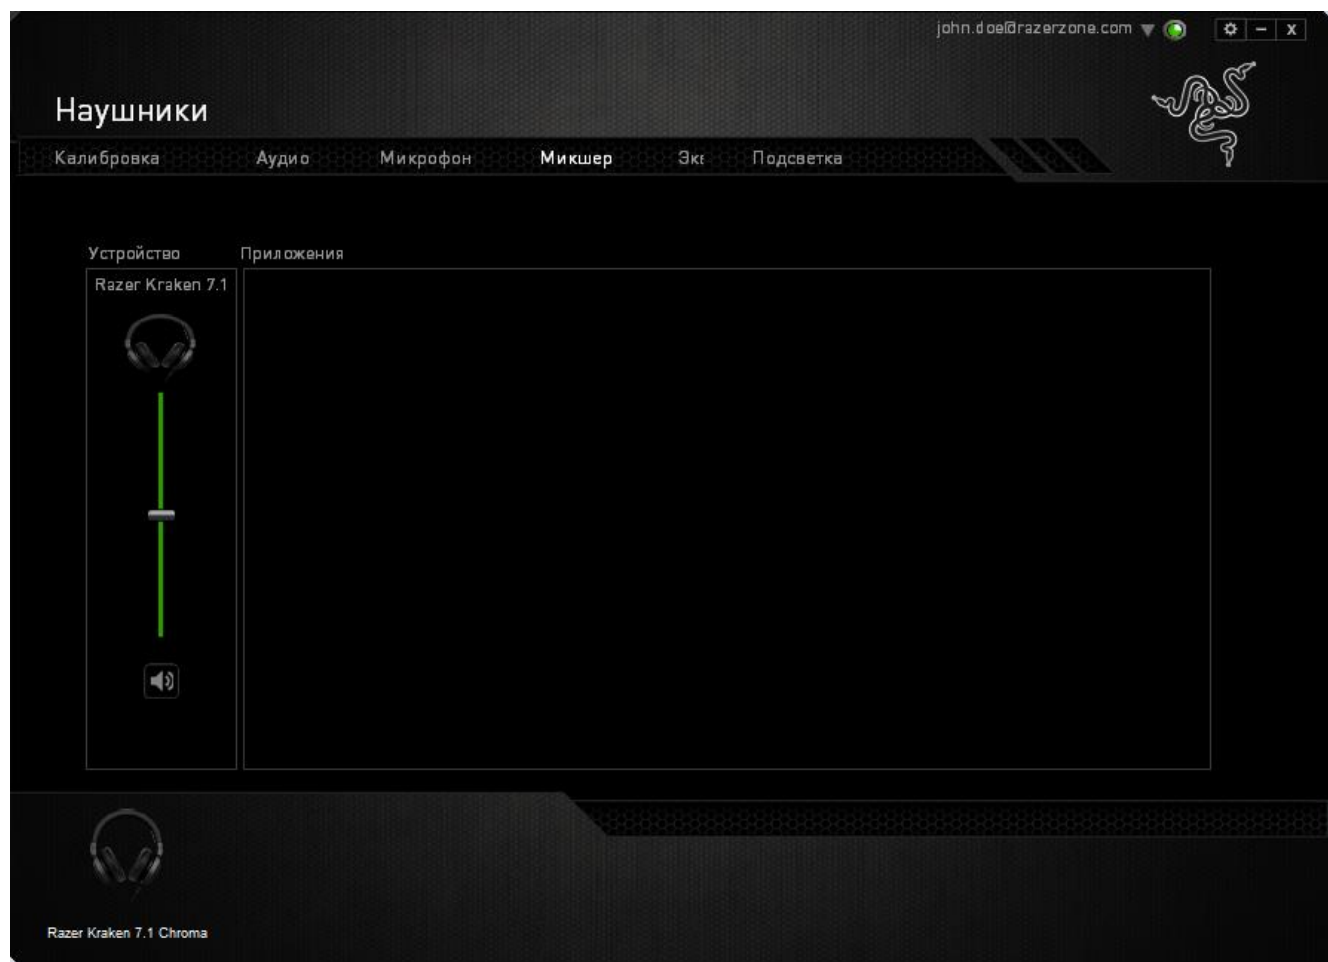 john.doe@razerzone.com
x
Наушники
Калибровка Аудио Микрофон Микшер Эке Подсветка
Устройство Приложения
Razer Kraken 7.1
Razer Kraken 7.1 Chroma